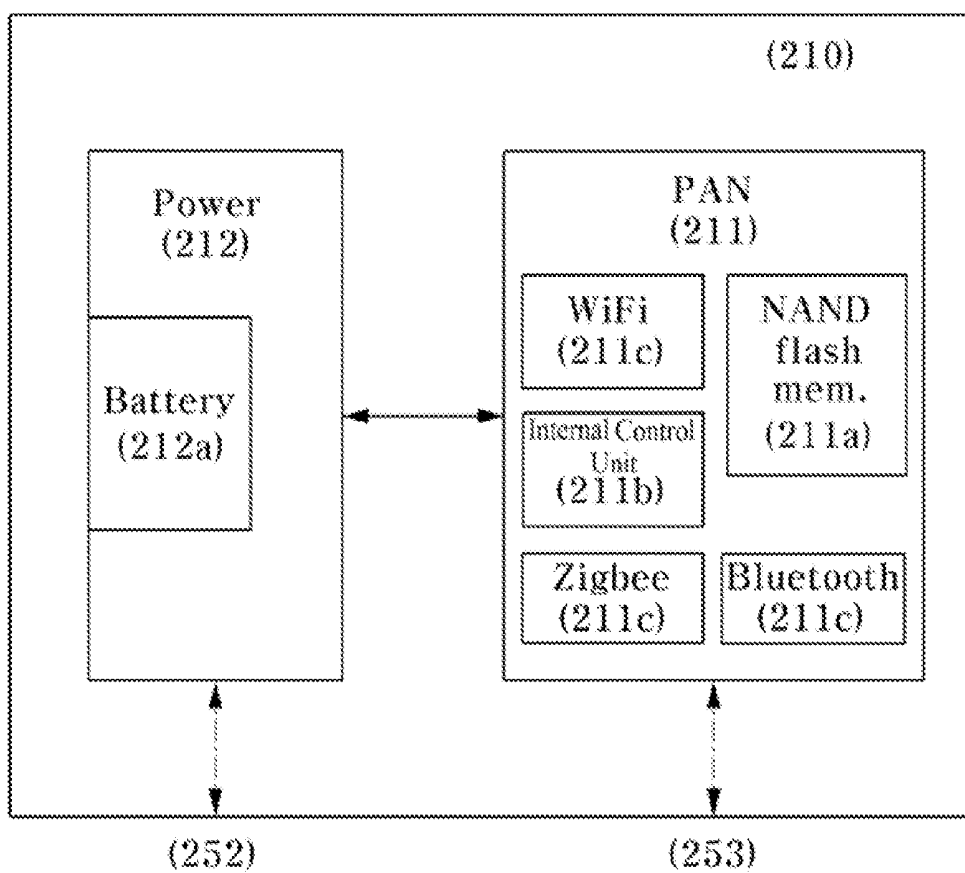 (210)
Power
(212)
Battery
(212a)
PAN
(211)
WiFi
(211c)
NAND
flash
mem.
(211a)
Internal Control
Unit
(211b)
Zigbee
(211c)
Bluetooth
(211c)
(252)
(253)